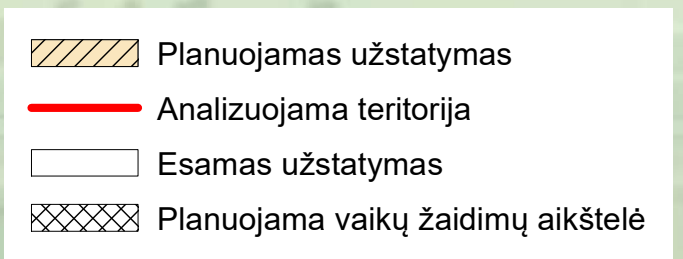 Planuojamas užstatymas
Analizuojama teritorija
Esamas užstatymas
Planuojama vaikų žaidimų aikštelė